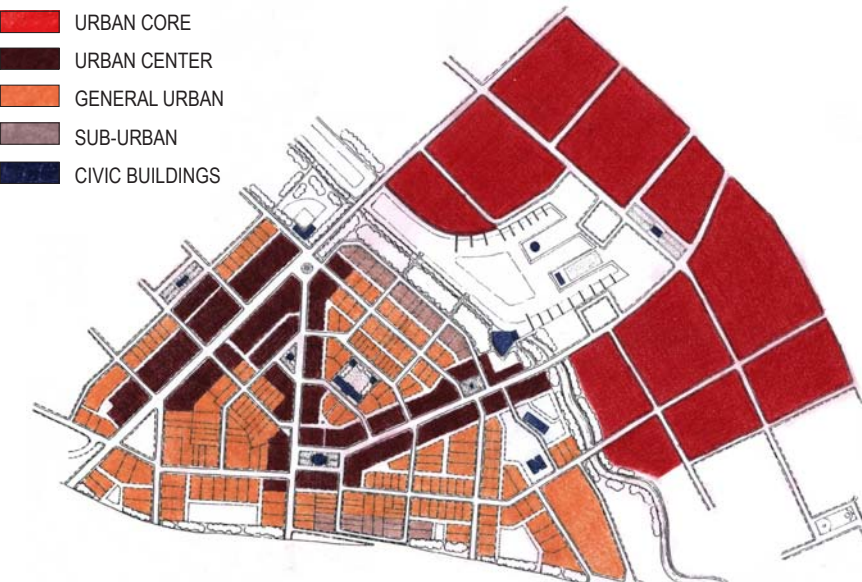 URBAN CORE
URBAN CENTER
GENERAL URBAN
SUB-URBAN
CIVIC BUILDINGS